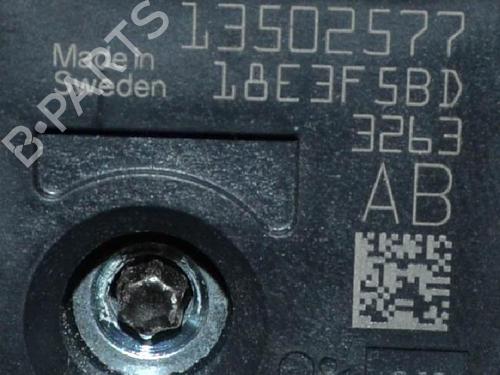 13502577
Made in
Sweden
18E3F5BD
3263
AB
B-PARTS